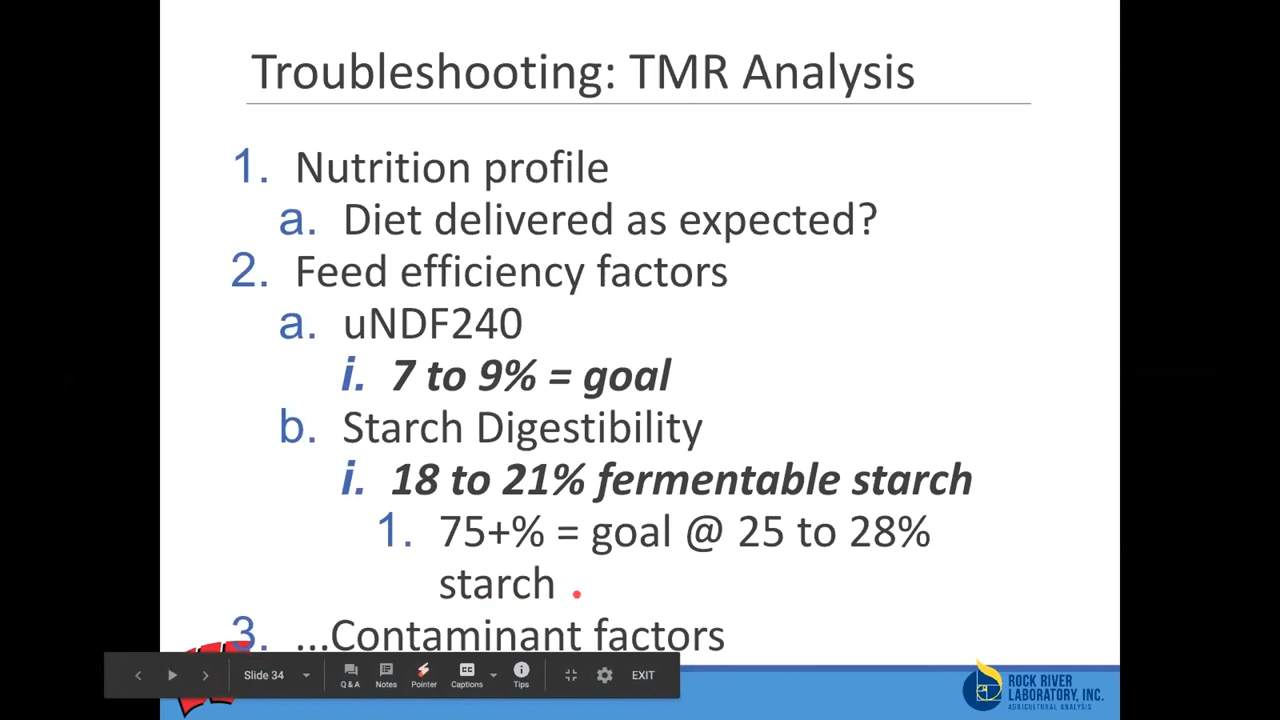 Troubleshooting: TMR Analysis
1. Nutrition profile
a. Diet delivered as expected?
2. Feed efficiency factors
a. uNDF240
i. 7 to 9% = goal
b. Starch Digestibility
i. 18 to 21% fermentable starch
1. 75+% = goal @ 25 to 28%
starch
3. ...Contaminant factors
Slide 34
Q & A
Notes
Pointer
CC
Captions
Tips
EXIT
ROCK RIVER
LABORATORY, INC.
AGRICULTURAL ANALYSIS